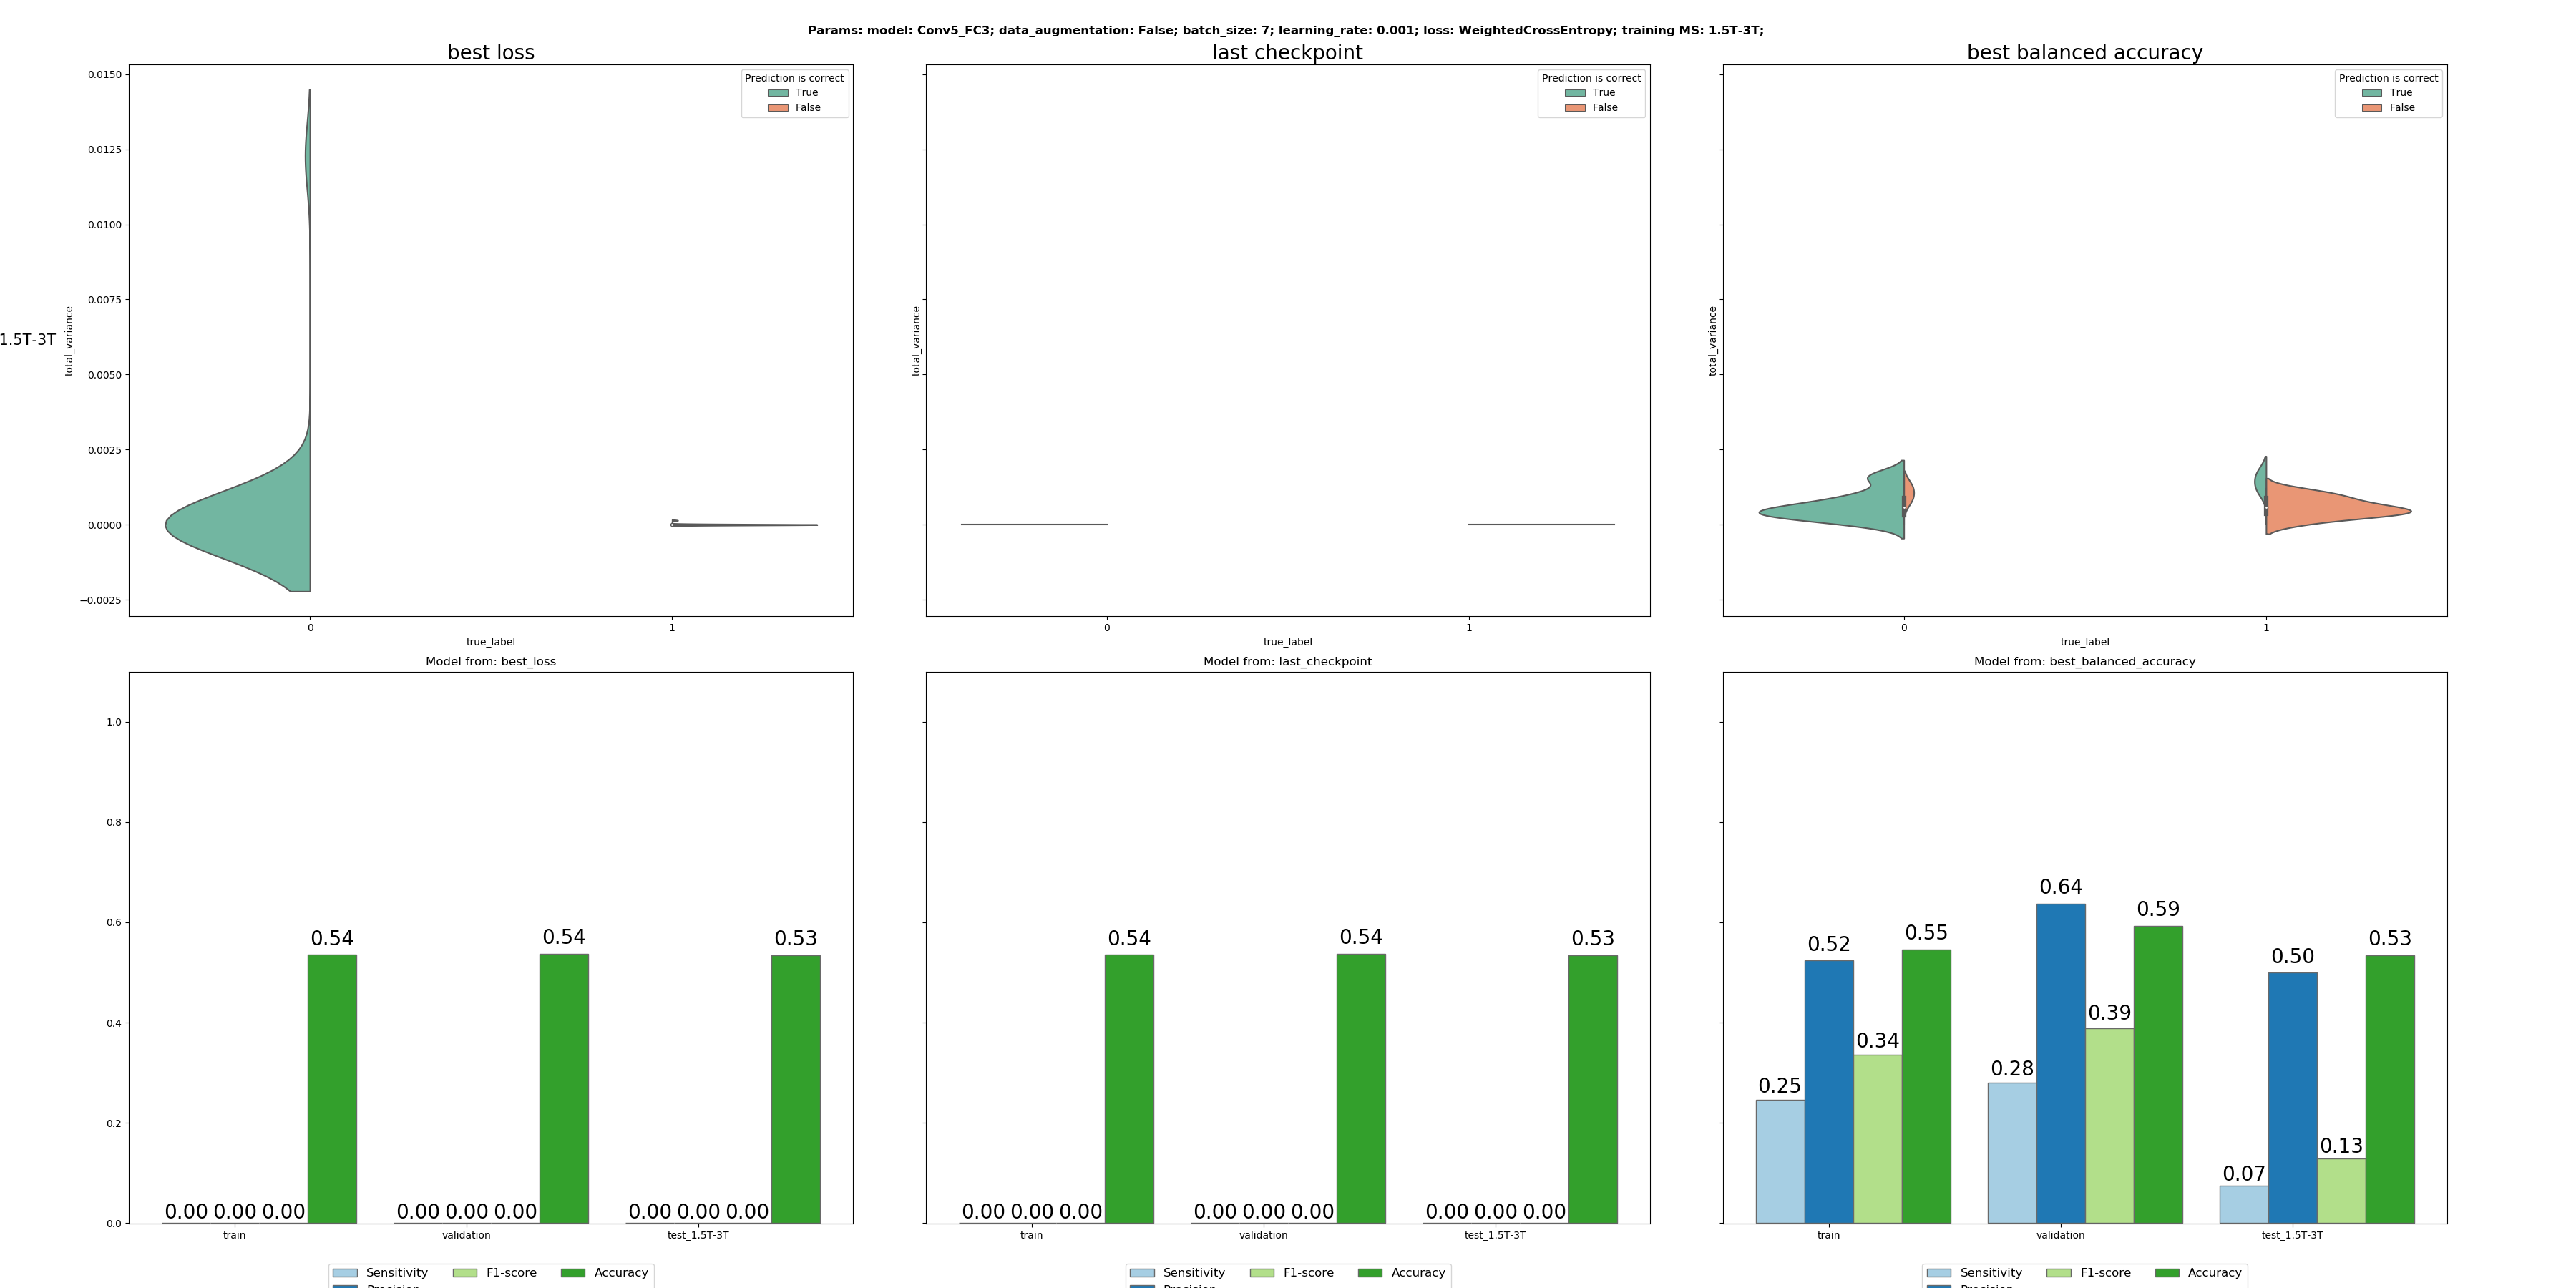 Params: model: Conv5_FC3; data_augmentation: False; batch_size: 7; learning_rate: 0.001; loss: WeightedCrossEntropy; training MS: 1.5T-3T;
best loss
last checkpoint
best balanced accuracy
1.5T-3T
total_variance
0.0150
0.0125
0.0100
0.0075
0.0050
0.0025
0.0000
−0.0025
Prediction is correct
True
False
0
1
true_label
total_variance
Prediction is correct
True
False
0
1
true_label
total_variance
Prediction is correct
True
False
0
1
true_label
Model from: best_loss
1.0
0.8
0.6
0.4
0.2
0.0
0.00 0.00 0.00 0.54
0.00 0.00 0.00 0.54
0.00 0.00 0.00 0.53
train
validation
test_1.5T-3T
Sensitivity
F1-score
Accuracy
Precision
Model from: last_checkpoint
0.00 0.00 0.00 0.54
0.00 0.00 0.00 0.54
0.00 0.00 0.00 0.53
train
validation
test_1.5T-3T
Sensitivity
F1-score
Accuracy
Precision
Model from: best_balanced_accuracy
0.25 0.52 0.34 0.55
0.28 0.64 0.39 0.59
0.07 0.50 0.13 0.53
train
validation
test_1.5T-3T
Sensitivity
F1-score
Accuracy
Precision